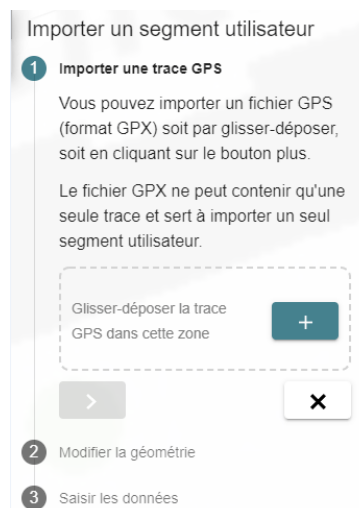 Importer un segment utilisateur
1 Importer une trace GPS
Vous pouvez importer un fichier GPS
(format GPX) soit par glisser-déposer,
soit en cliquant sur le bouton plus.
Le fichier GPX ne peut contenir qu'une
seule trace et sert à importer un seul
segment utilisateur.
Glisser-déposer la trace
GPS dans cette zone
2 Modifier la géométrie
3 Saisir les données